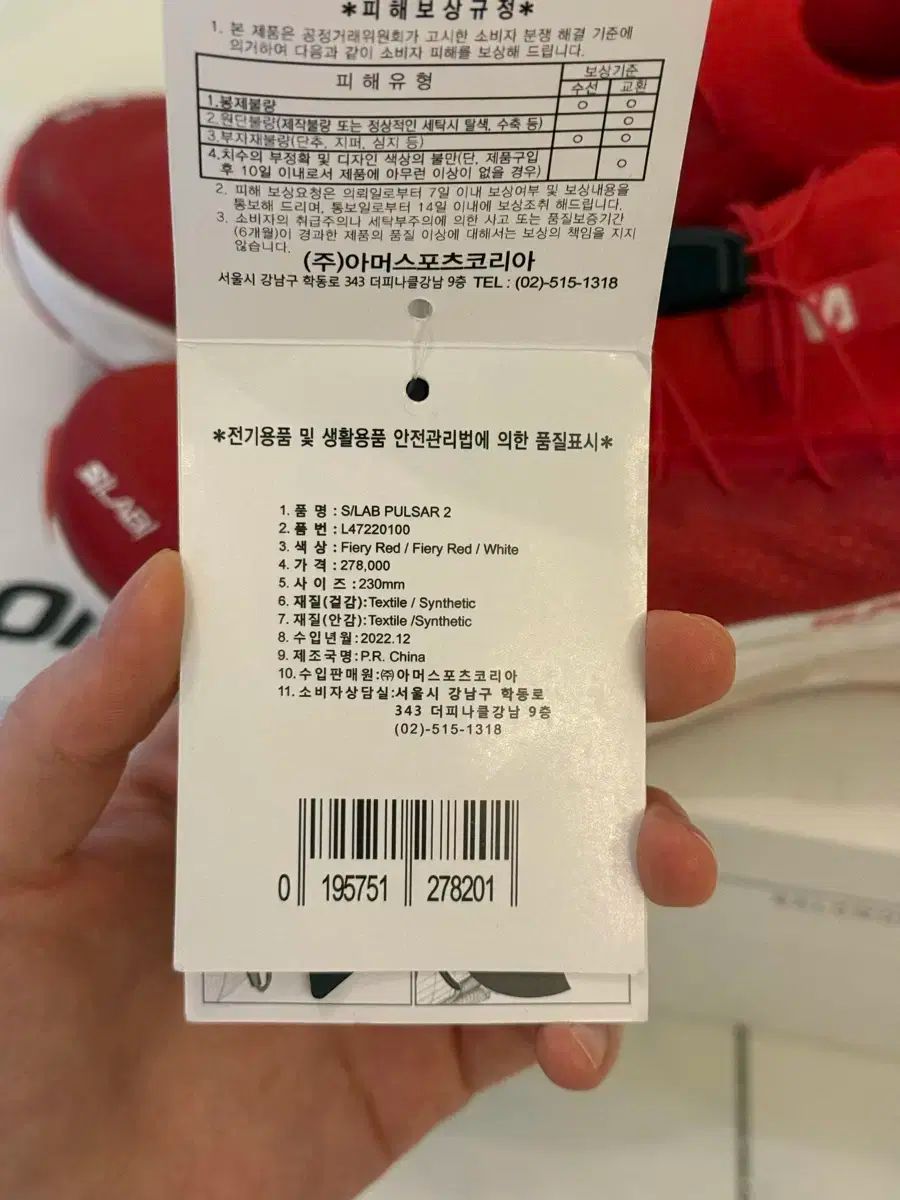 *피해보상규정*
1. 본 제품은 공정거래위원회가 고시한 소비자 분쟁 해결 기준에
의거하여 다음과 같이 소비자 피해를 보상해 드립니다.
피해유형
보상기준
수선 교환
1.봉제불량 ○ ○
2.원단불량(제작불량 또는 정상적인 세탁시 탈색, 수축 등) ○
3.부자재불량(단추, 지퍼, 심지 등) ○ ○
4.치수의 부정확 및 디자인 색상의 불만(단, 제품구입
후 10일 이내로서 제품에 아무런 이상이 없을 경우) ○
2. 피해 보상요청은 의뢰일로부터 7일 이내 보상여부 및 보상내용을
통보해 드리며, 통보일로부터 14일 이내에 보상조취 해드립니다.
3. 소비자의 취급주의나 세탁부주의에 의한 사고 또는 품질보증기간
(6개월)이 경과한 제품의 품질 이상에 대해서는 보상의 책임을 지지
않습니다.
(주)아머스포츠코리아
서울시 강남구 학동로 343 더피나클강남 9층 TEL : (02)-515-1318
*전기용품 및 생활용품 안전관리법에 의한 품질표시*
1. 품 명 : S/LAB PULSAR 2
2. 품 번 : L47220100
3. 색 상 : Fiery Red / Fiery Red / White
4. 가 격 : 278,000
5. 사 이 즈 : 230mm
6. 재질(겉감): Textile / Synthetic
7. 재질(안감): Textile /Synthetic
8. 수입년월 : 2022.12
9. 제조국명 : P.R. China
10. 수입판매원 : ㈜아머스포츠코리아
11. 소비자상담실 : 서울시 강남구 학동로
343 더피나클강남 9층
(02)-515-1318
0 195751 278201
S/LAB